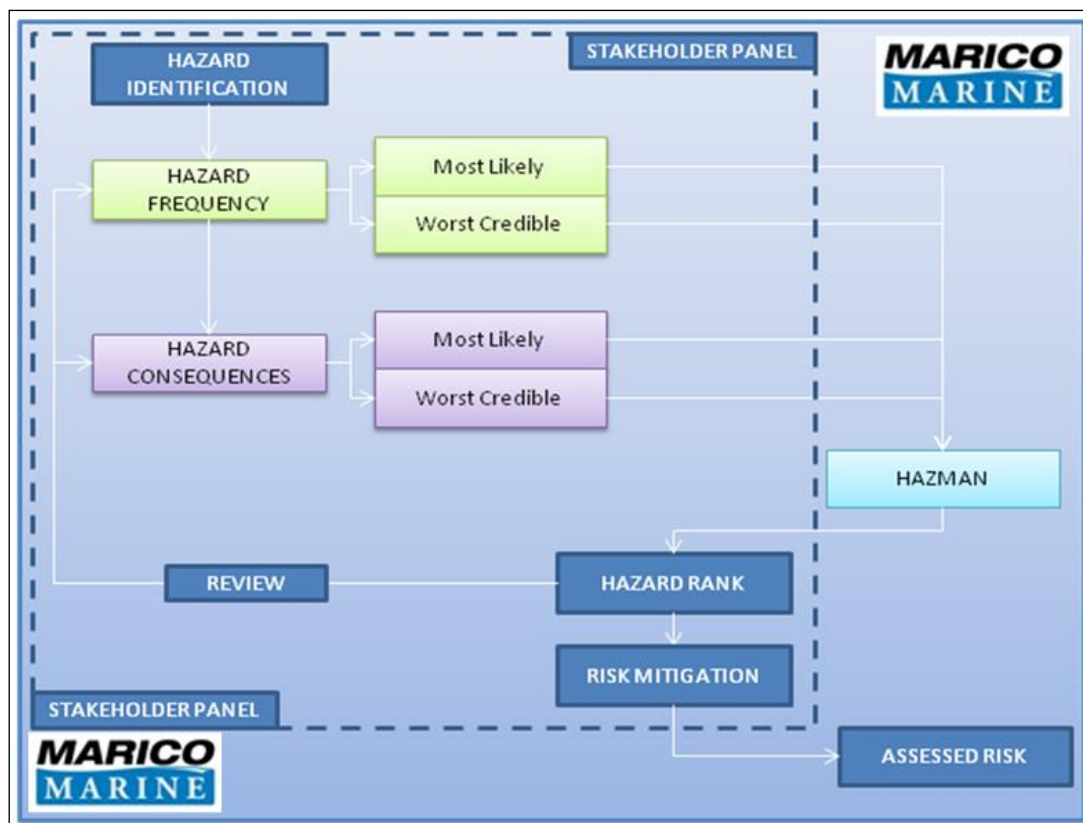 STAKEHOLDER PANEL
MARICO
MARINE
HAZARD
IDENTIFICATION
HAZARD
FREQUENCY
Most Likely
Worst Credible
HAZARD
CONSEQUENCES
Most Likely
Worst Credible
HAZMAN
REVIEW
HAZARD RANK
RISK MITIGATION
STAKEHOLDER PANEL
MARICO
MARINE
ASSESSED RISK